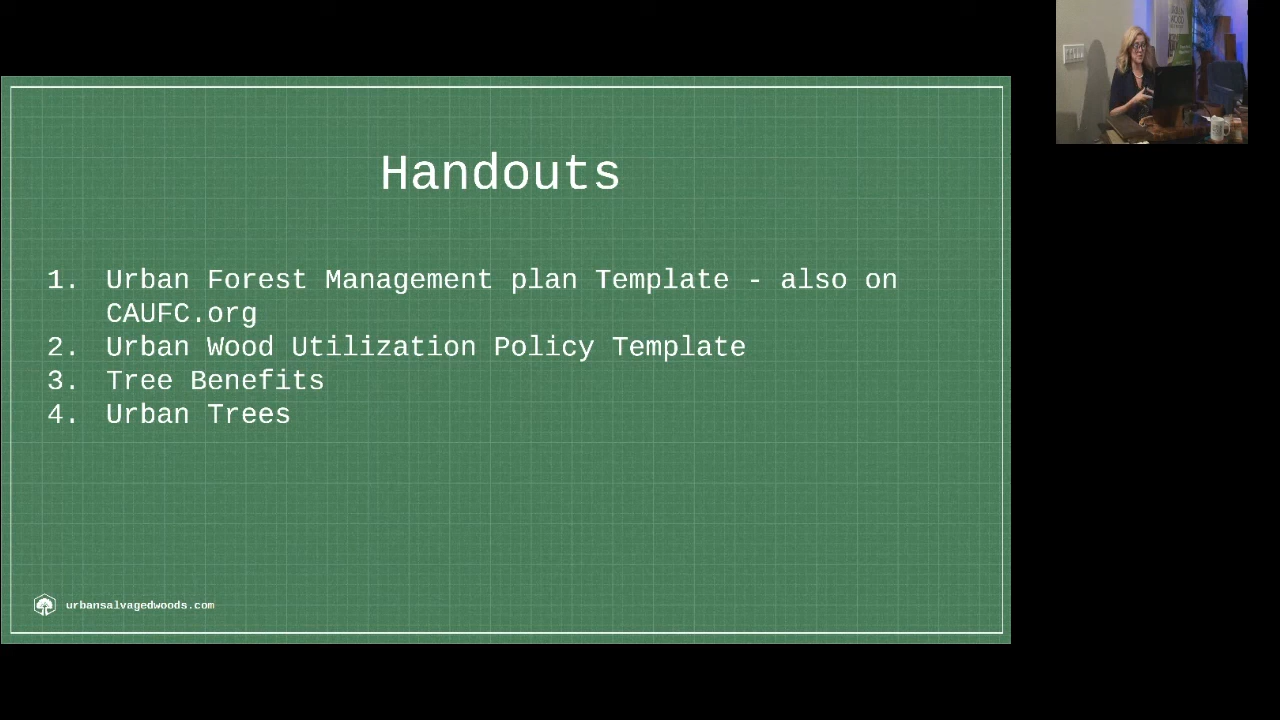 Handouts
1. Urban Forest Management plan Template - also on
CAUFC.org
2. Urban Wood Utilization Policy Template
3. Tree Benefits
4. Urban Trees
urbansalvagedwoods.com